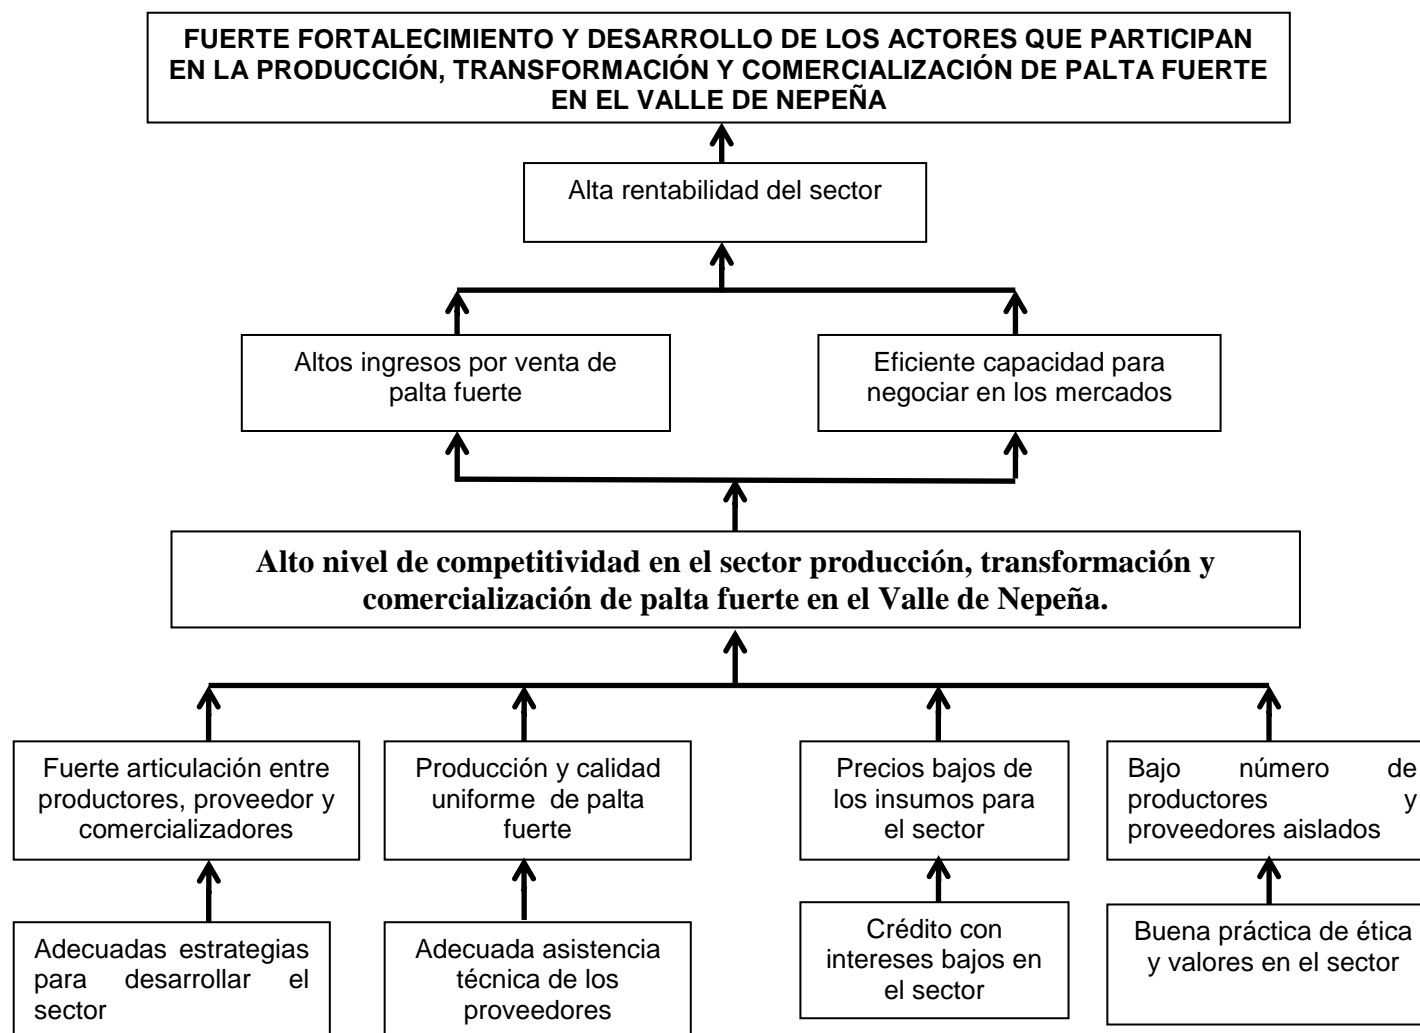 FUERTE FORTALECIMIENTO Y DESARROLLO DE LOS ACTORES QUE PARTICIPAN
EN LA PRODUCCIÓN, TRANSFORMACIÓN Y COMERCIALIZACIÓN DE PALTA FUERTE
EN EL VALLE DE NEPEÑA
Alta rentabilidad del sector
Altos ingresos por venta de
palta fuerte
Eficiente capacidad para
negociar en los mercados
Alto nivel de competitividad en el sector producción, transformación y
comercialización de palta fuerte en el Valle de Nepeña.
Fuerte articulación entre
productores, proveedor y
comercializadores
Producción y calidad
uniforme de palta
fuerte
Precios bajos de
los insumos para
el sector
Bajo número de
productores y
proveedores aislados
Adecuadas estrategias
para desarrollar el
sector
Adecuada asistencia
técnica de los
proveedores
Crédito con
intereses bajos en
el sector
Buena práctica de ética
y valores en el sector